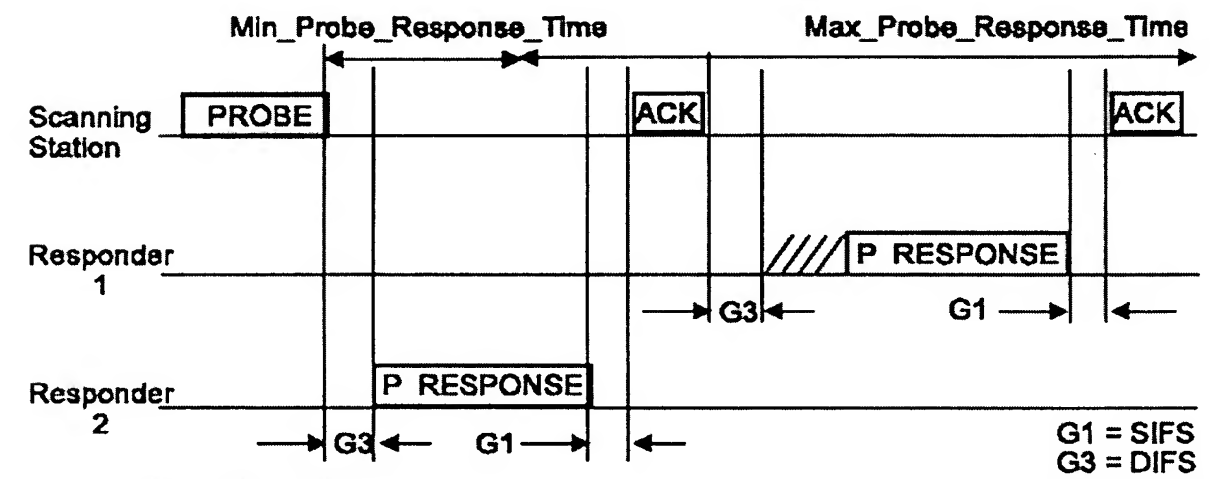 Min_Probe_Response_Time
Max_Probe_Response_Time
Scanning
Station
PROBE
ACK
ACK
Responder
1
P RESPONSE
G3
G1
Responder
2
P RESPONSE
G3
G1
G1 = SIFS
G3 = DIFS